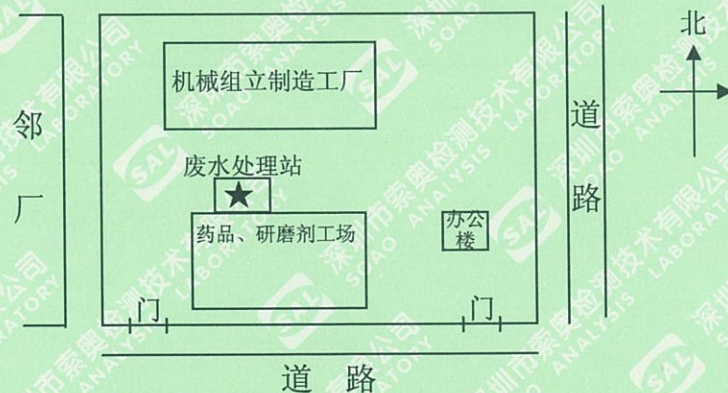 北
机械组立制造工厂
邻
厂
道
路
废水处理站
药品、研磨剂工场
办公
楼
门
门
道 路
SAL
深圳市索奥检测技术有限公司
SOAO ANALYSIS LABORATORY